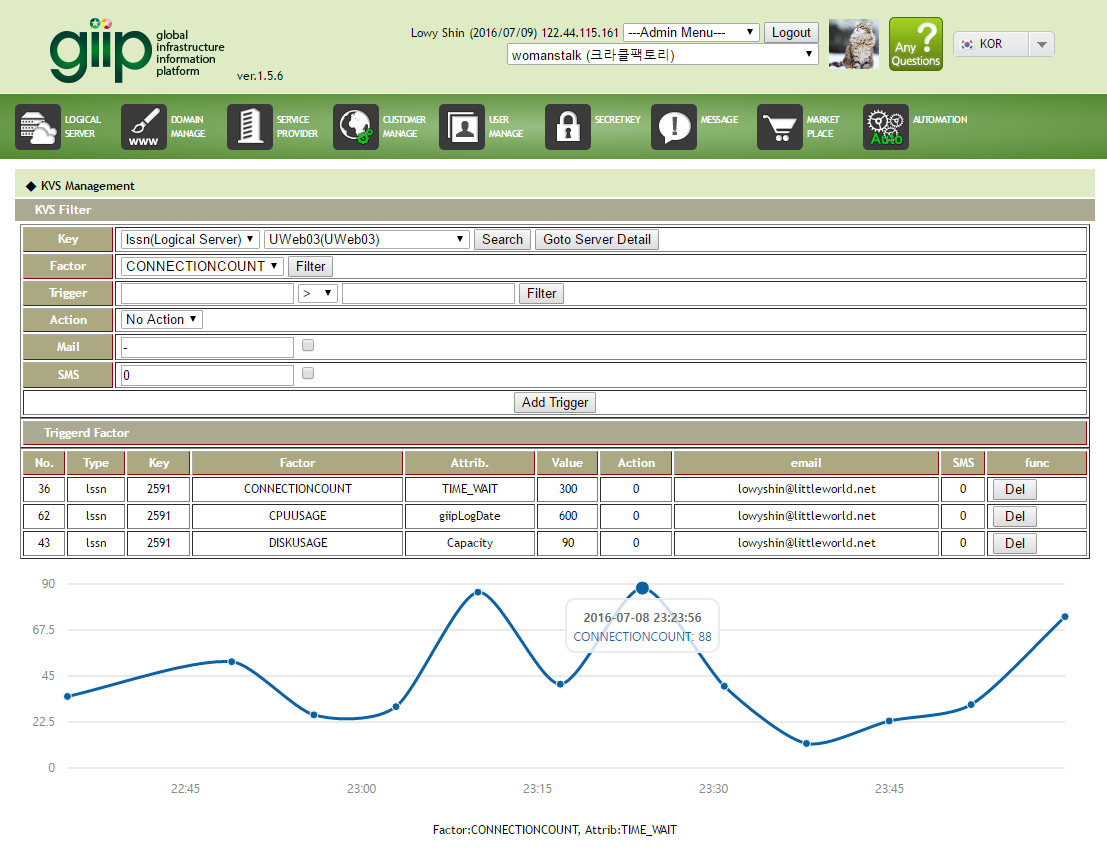 giip global
infrastructure
information
platform
ver.1.5.6
Lowy Shin (2016/07/09) 122.44.115.161 ---Admin Menu--- Logout
womanstalk (크라클팩토리)
Any
?
Questions
KOR
LOGICAL
SERVER
WWW
DOMAIN
MANAGE
SERVICE
PROVIDER
CUSTOMER
MANAGE
USER
MANAGE
SECRETKEY
MESSAGE
MARKET
PLACE
Auto
AUTOMATION
◆ KVS Management
KVS Filter
Key lssn(Logical Server) UWeb03(UWeb03) Search Goto Server Detail
Factor CONNECTIONCOUNT Filter
Trigger > Filter
Action No Action
Mail -
SMS 0
Add Trigger
Triggerd Factor
No. Type Key Factor Attrib. Value Action email SMS func
36 lssn 2591 CONNECTIONCOUNT TIME_WAIT 300 0 lowyshin@littleworld.net 0 Del
62 lssn 2591 CPUUSAGE giipLogDate 600 0 lowyshin@littleworld.net 0 Del
43 lssn 2591 DISKUSAGE Capacity 90 0 lowyshin@littleworld.net 0 Del
90
67.5
45
22.5
0
2016-07-08 23:23:56
CONNECTIONCOUNT: 88
22:45 23:00 23:15 23:30 23:45
Factor:CONNECTIONCOUNT, Attrib:TIME_WAIT